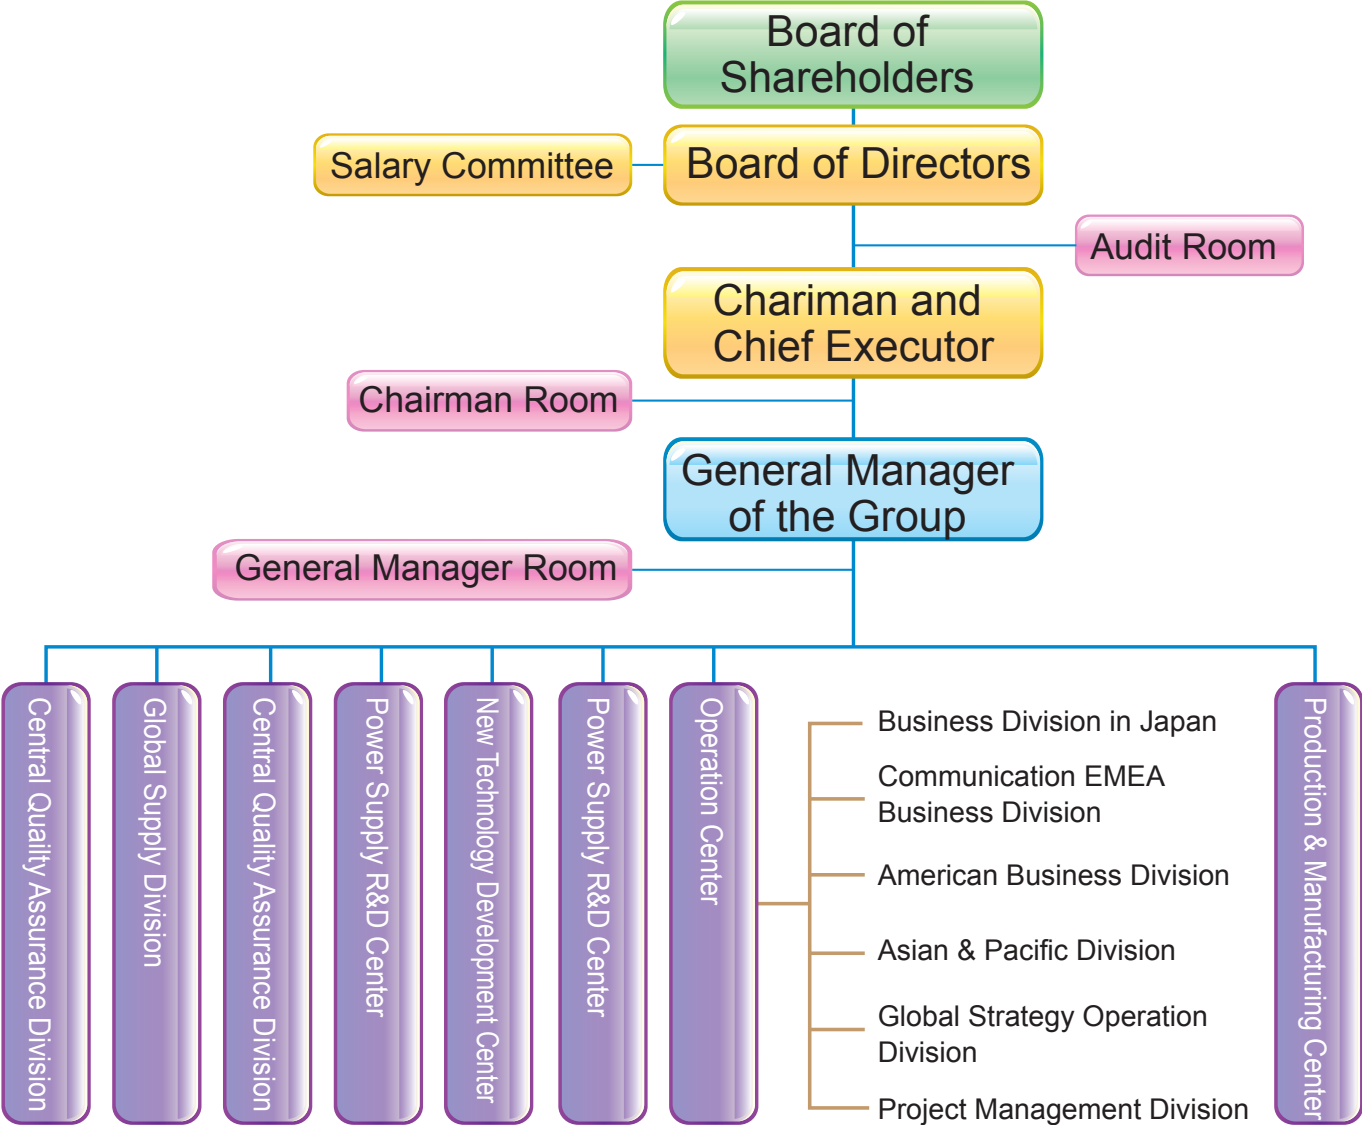 Board of
Shareholders
Salary Committee
Board of Directors
Audit Room
Chariman and
Chief Executor
Chairman Room
General Manager
of the Group
General Manager Room
Central Quailty Assurance Division
Global Supply Division
Central Quality Assurance Division
Power Supply R&D Center
New Technology Development Center
Power Supply R&D Center
Operation Center
Business Division in Japan
Communication EMEA
Business Division
American Business Division
Asian & Pacific Division
Global Strategy Operation
Division
Project Management Division
Production & Manufacturing Center